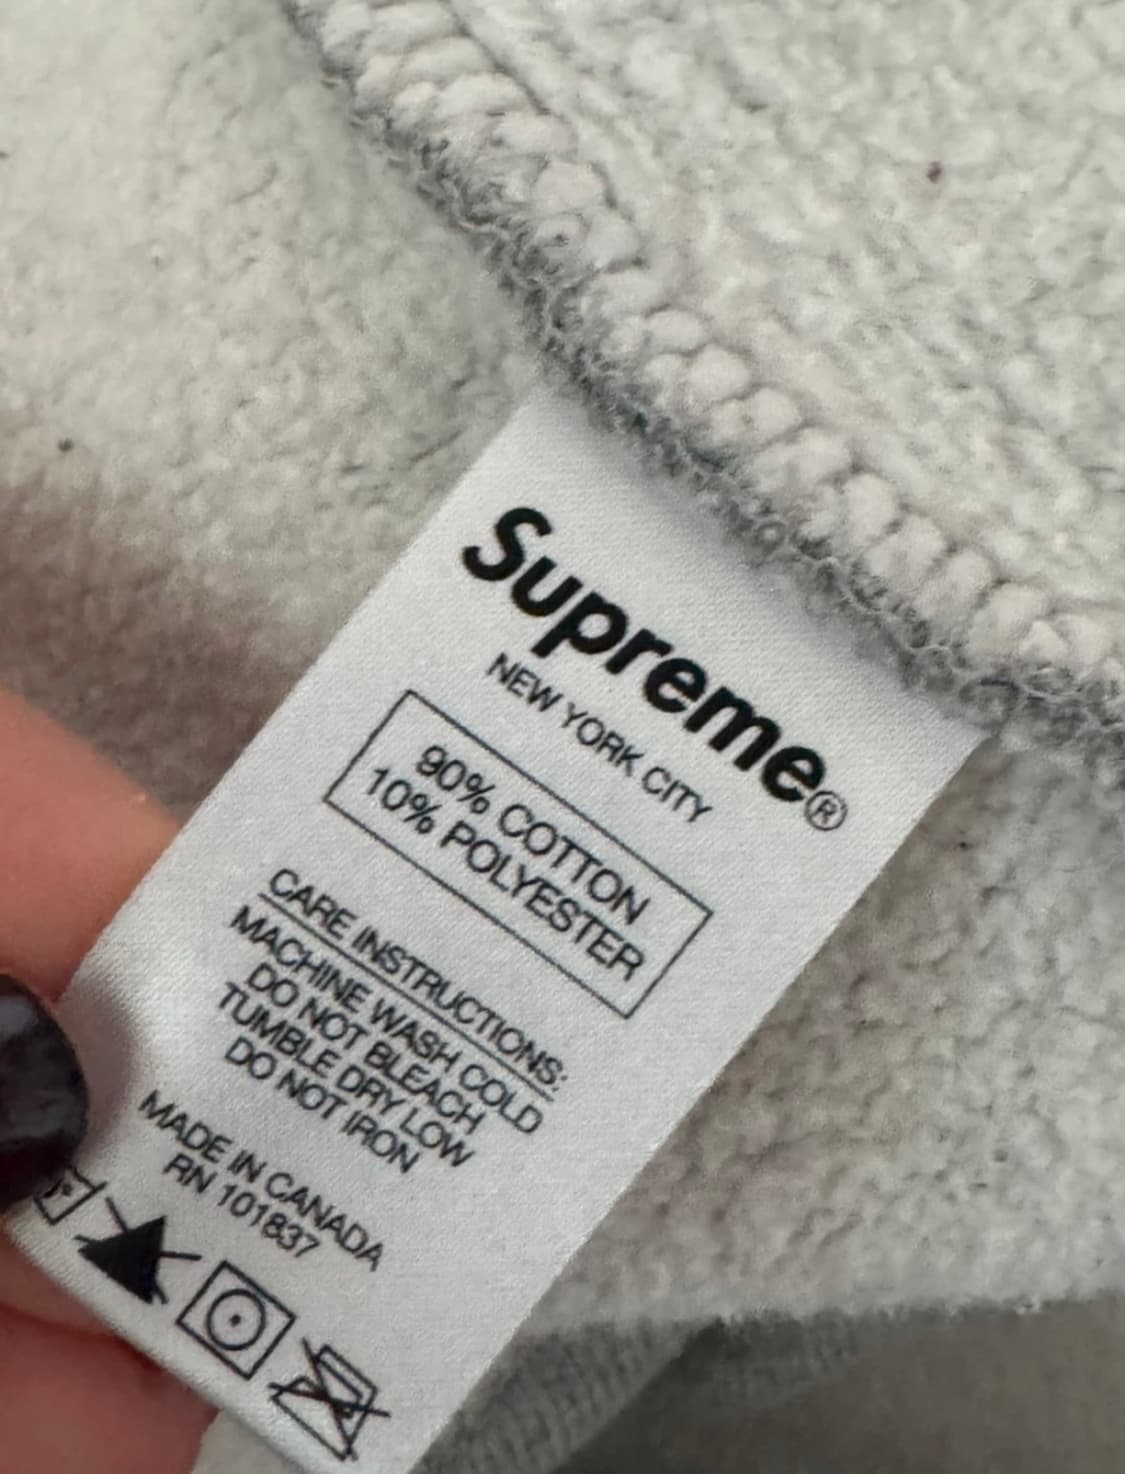 Supreme®
NEW YORK CITY
90% COTTON
10% POLYESTER
CARE INSTRUCTIONS:
MACHINE WASH COLD
DO NOT BLEACH
TUMBLE DRY LOW
DO NOT IRON
MADE IN CANADA
RN 101837